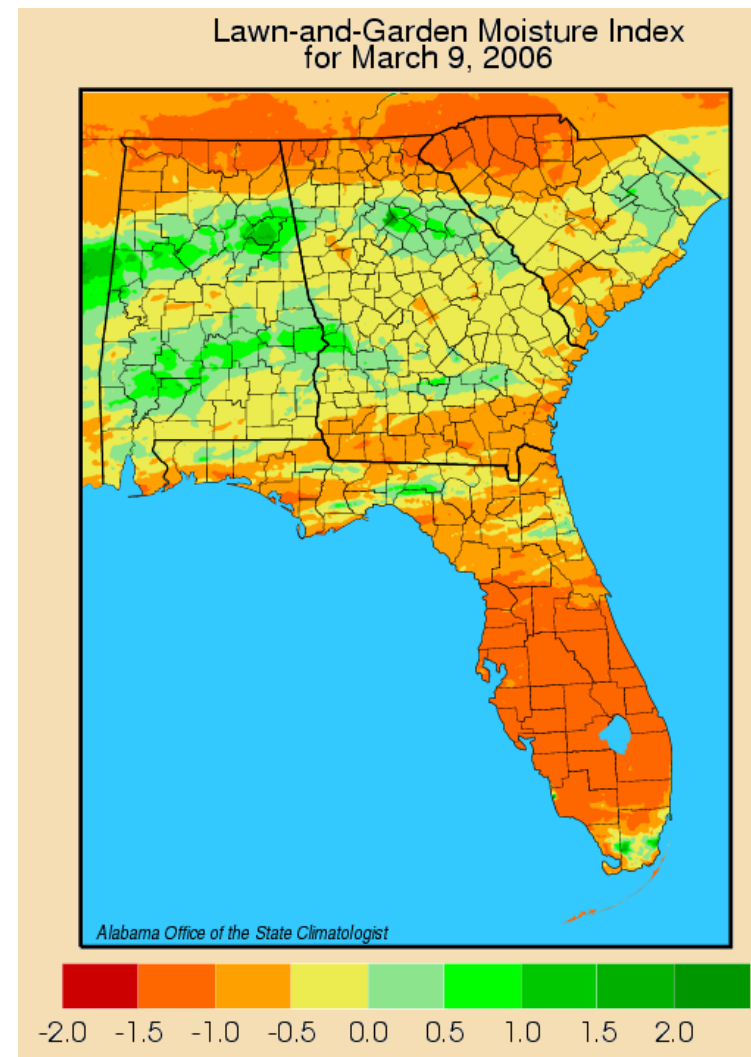 Lawn-and-Garden Moisture Index
for March 9, 2006
Alabama Office of the State Climatologist
-2.0 -1.5 -1.0 -0.5 0.0 0.5 1.0 1.5 2.0